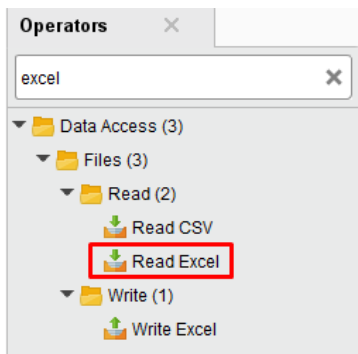 Operators
excel
Data Access (3)
Files (3)
Read (2)
Read CSV
Read Excel
Write (1)
Write Excel